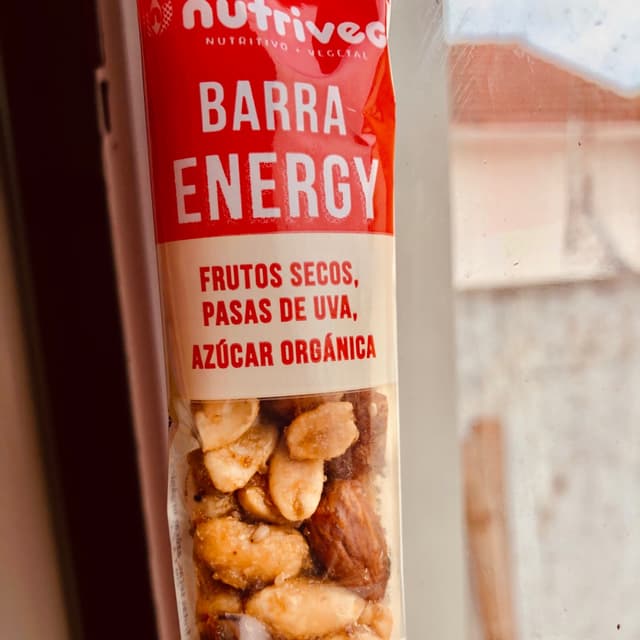 nutriveg
NUTRITIVO + VEGETAL
BARRA
ENERGY
FRUTOS SECOS,
PASAS DE UVA,
AZÚCAR ORGÁNICA